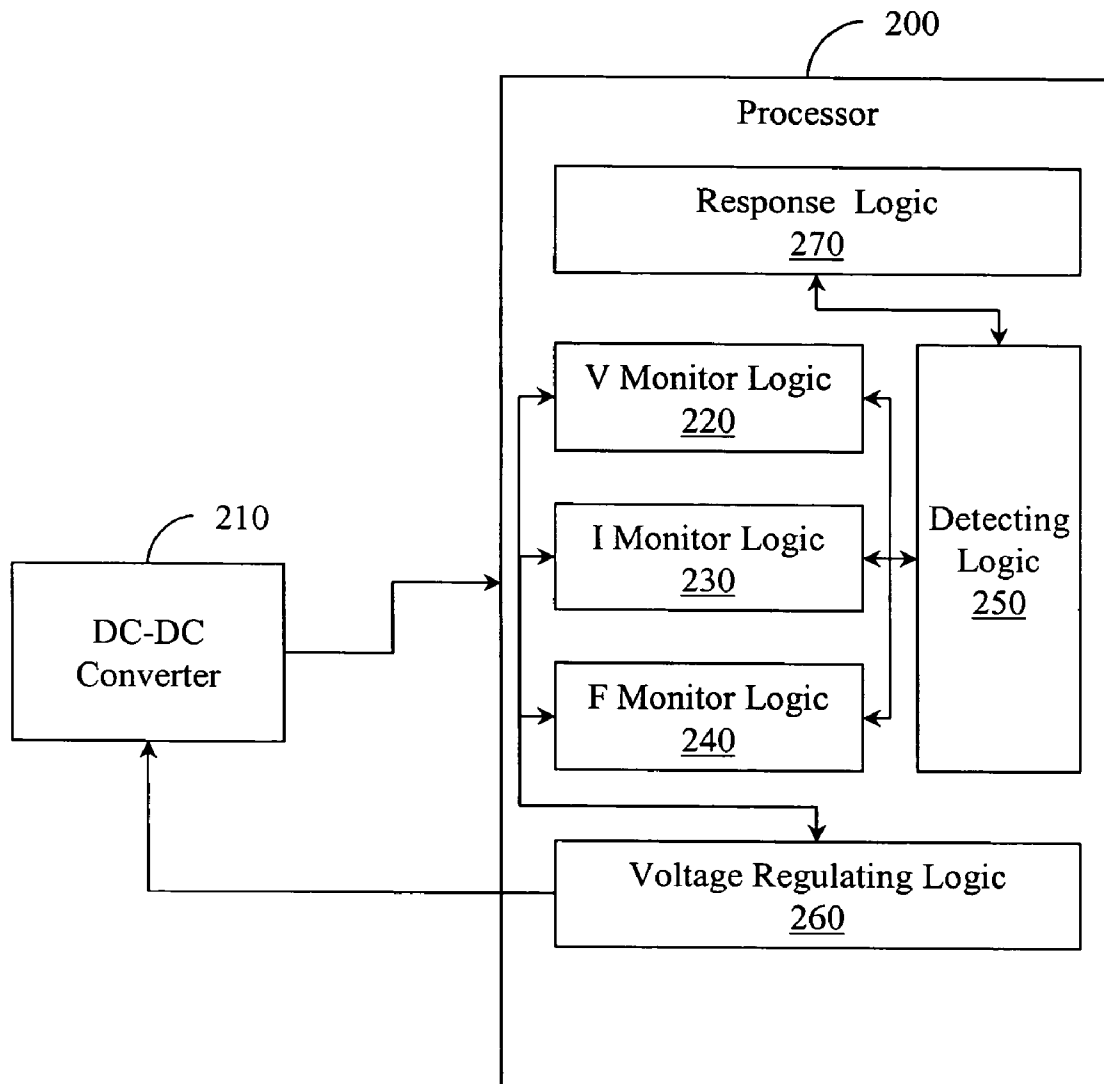 200
Processor
Response Logic
270
V Monitor Logic
220
I Monitor Logic
230
F Monitor Logic
240
Detecting
Logic
250
210
DC-DC
Converter
Voltage Regulating Logic
260